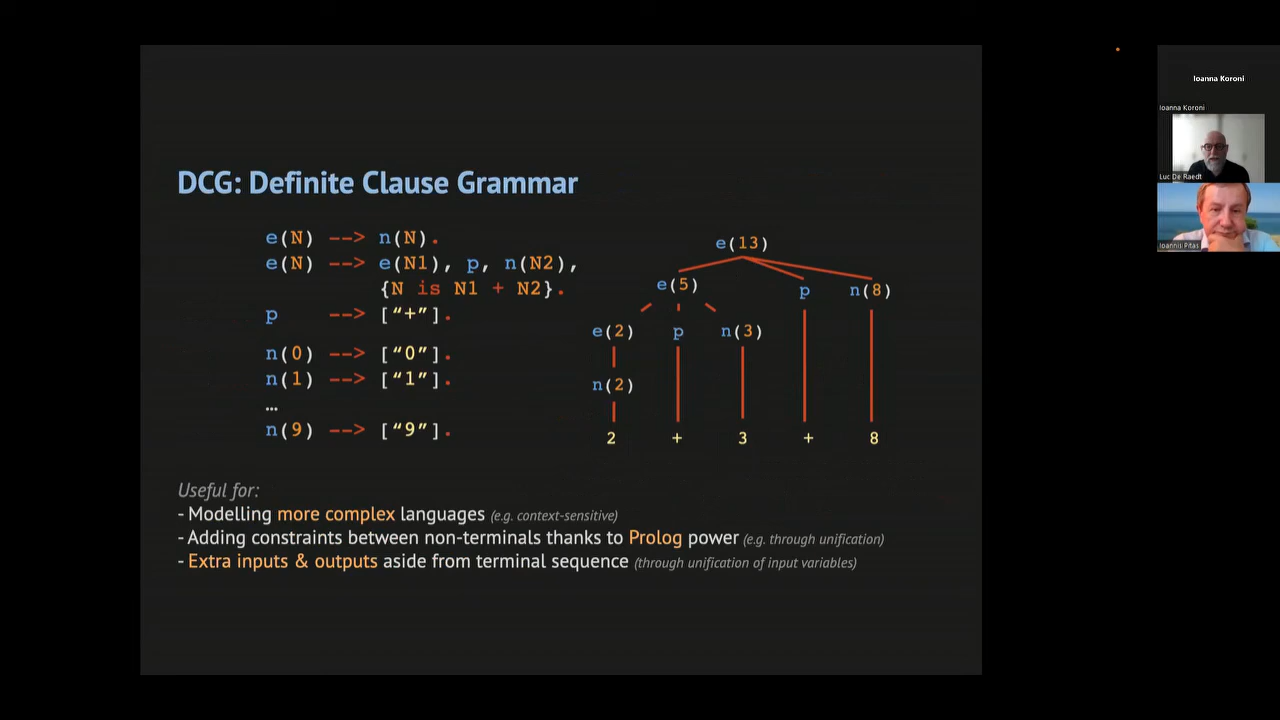 DCG: Definite Clause Grammar
e(N) --> n(N).
e(N) --> e(N1), p, n(N2),
{N is N1 + N2}.
p --> ["+"].
n(0) --> ["0"].
n(1) --> ["1"].
…
n(9) --> ["9"].
e(13)
e(5) p n(8)
e(2) p n(3)
n(2)
2 + 3 + 8
Useful for:
- Modelling more complex languages (e.g. context-sensitive)
- Adding constraints between non-terminals thanks to Prolog power (e.g. through unification)
- Extra inputs & outputs aside from terminal sequence (through unification of input variables)
Ioanna Koroni
Ioanna Koroni
Luc De Raedt
Ioannis Pitas